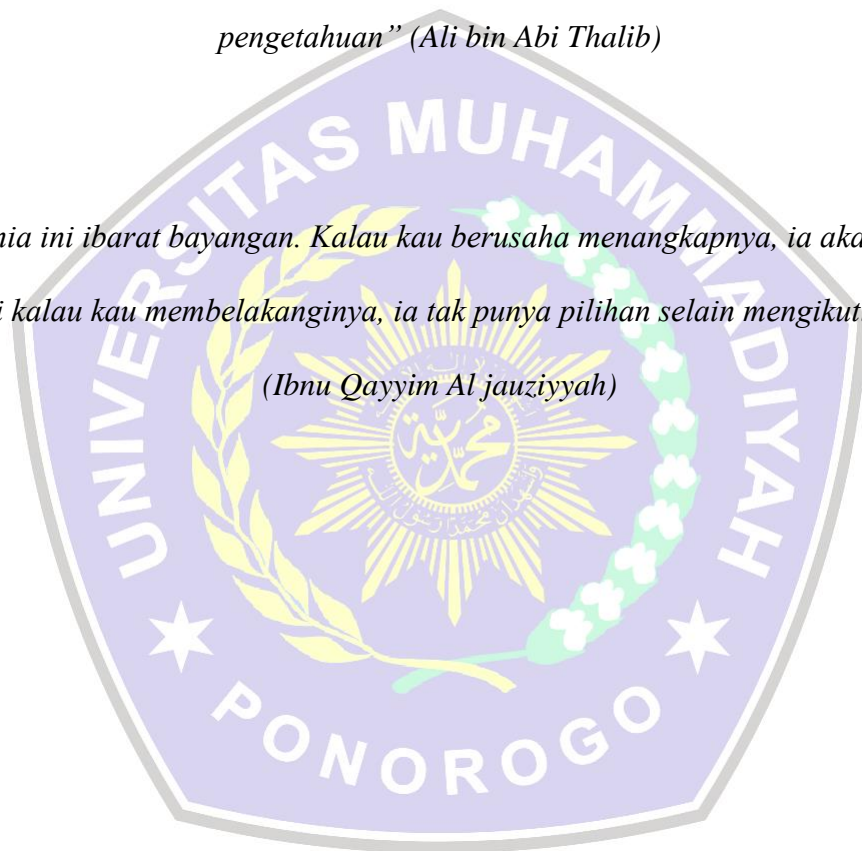 pengetahuan” (Ali bin Abi Thalib)
UNIVERSITAS MUHAMMADIYAH
nia ini ibarat bayangan. Kalau kau berusaha menangkapnya, ia aka
i kalau kau membelakanginya, ia tak punya pilihan selain mengikut
(Ibnu Qayyim Al jauziyyah)
محمدية
PONOROGO